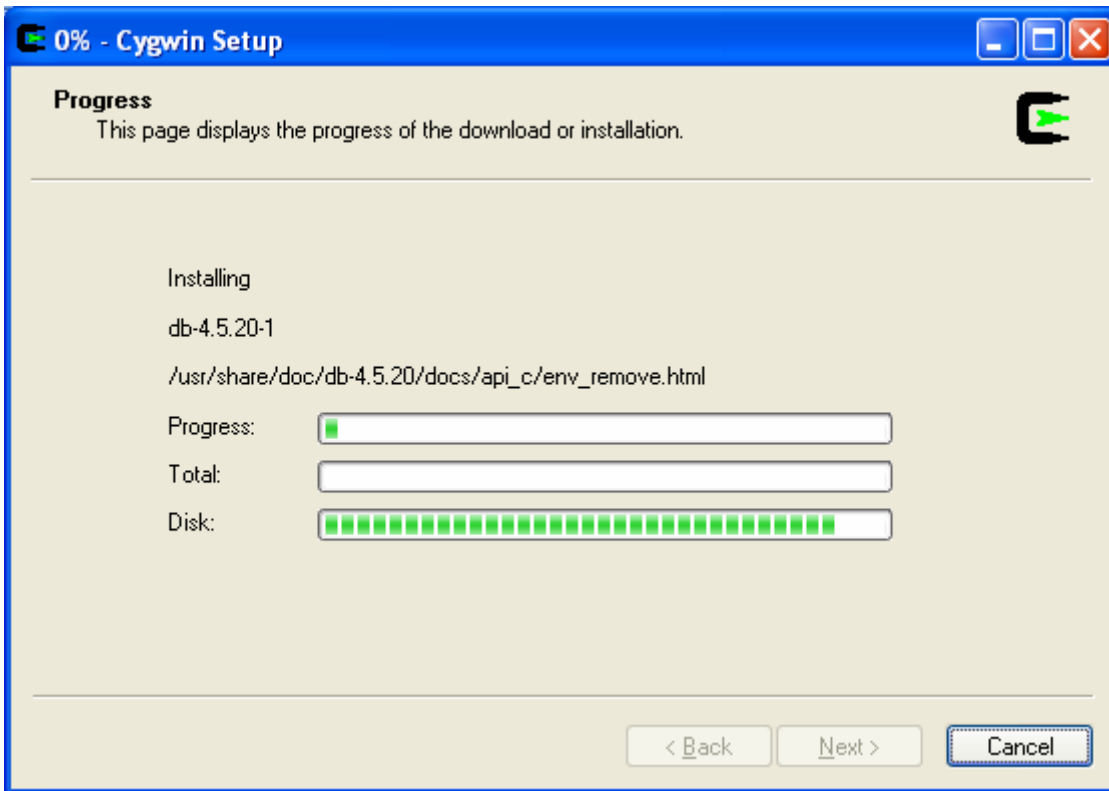 0% - Cygwin Setup
Progress
This page displays the progress of the download or installation.
Installing
db-4.5.20-1
/usr/share/doc/db-4.5.20/docs/api_c/env_remove.html
Progress:
Total:
Disk:
< Back Next > Cancel